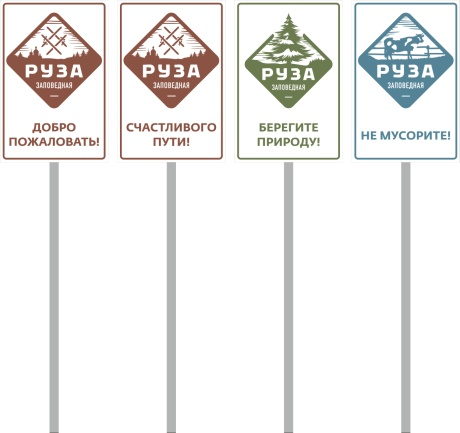 РУЗА
ЗАПОВЕДНАЯ
ДОБРО
ПОЖАЛОВАТЬ!
РУЗА
ЗАПОВЕДНАЯ
СЧАСТЛИВОГО
ПУТИ!
РУЗА
ЗАПОВЕДНАЯ
БЕРЕГИТЕ
ПРИРОДУ!
РУЗА
ЗАПОВЕДНАЯ
НЕ МУСОРИТЕ!